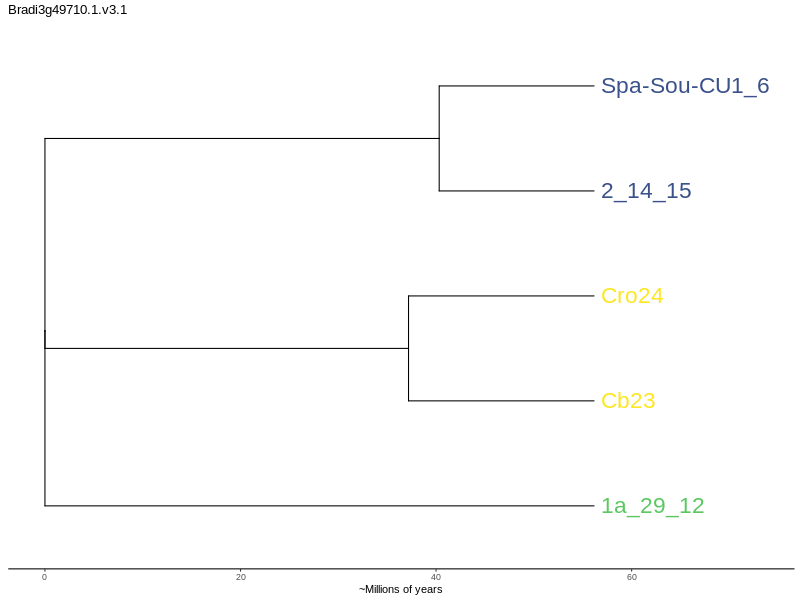 Bradi3g49710.1.v3.1
Spa-Sou-CU1_6
2_14_15
Cro24
Cb23
1a_29_12
0 20 40 60
~Millions of years